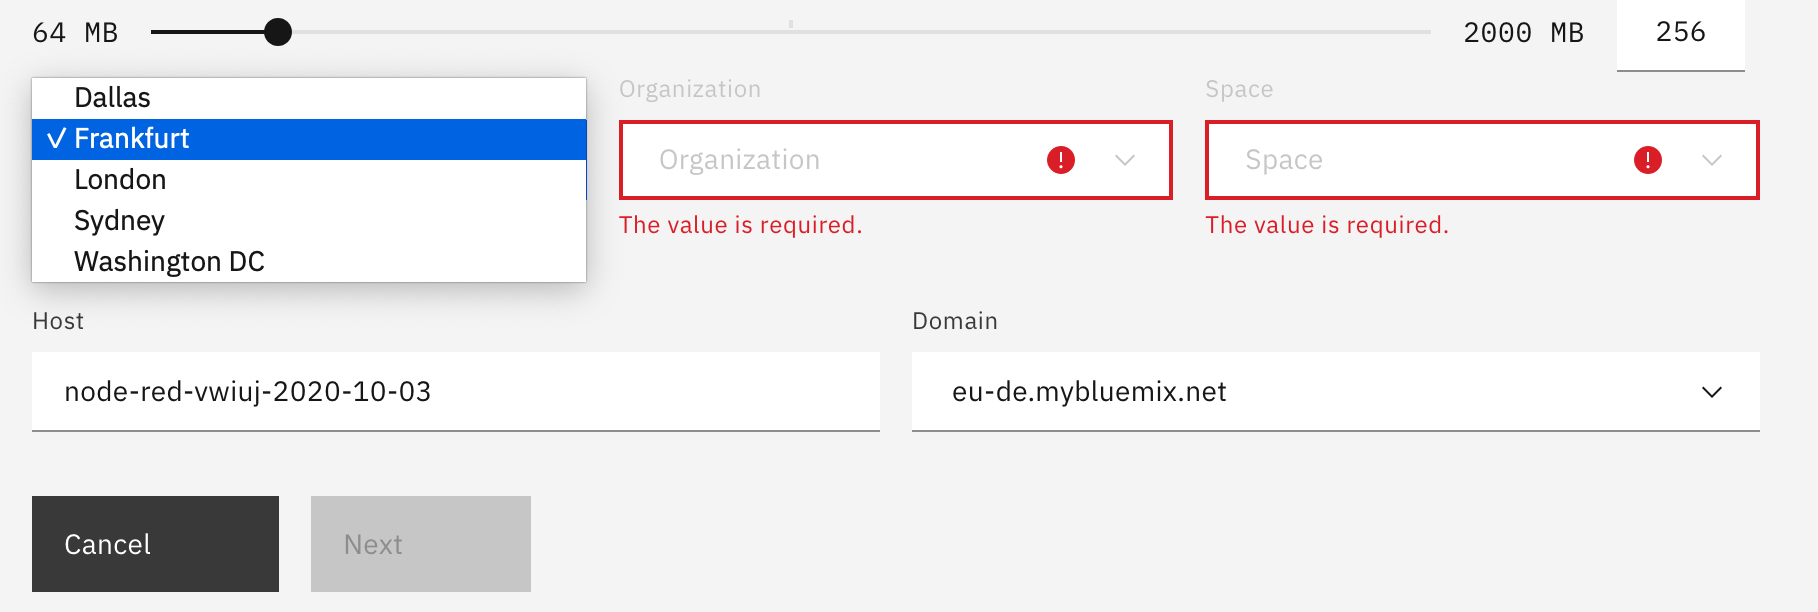 64 MB 2000 MB 256
Dallas
✓ Frankfurt
London
Sydney
Washington DC
Organization
Organization
The value is required.
Space
Space
The value is required.
Host
node-red-vwiuj-2020-10-03
Domain
eu-de.mybluemix.net
Cancel
Next